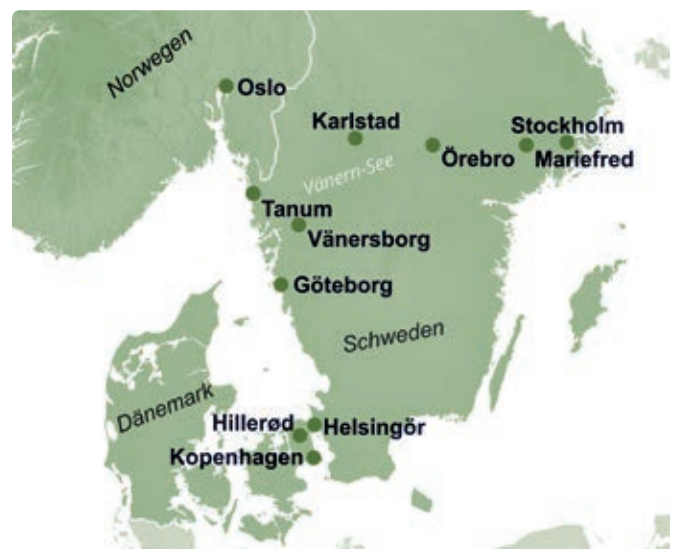 Norwegen
Oslo
Karlstad
Stockholm
Örebro
Mariefred
Vänern-See
Tanum
Vänersborg
Göteborg
Schweden
Dänemark
Hillerød
Helsingör
Kopenhagen